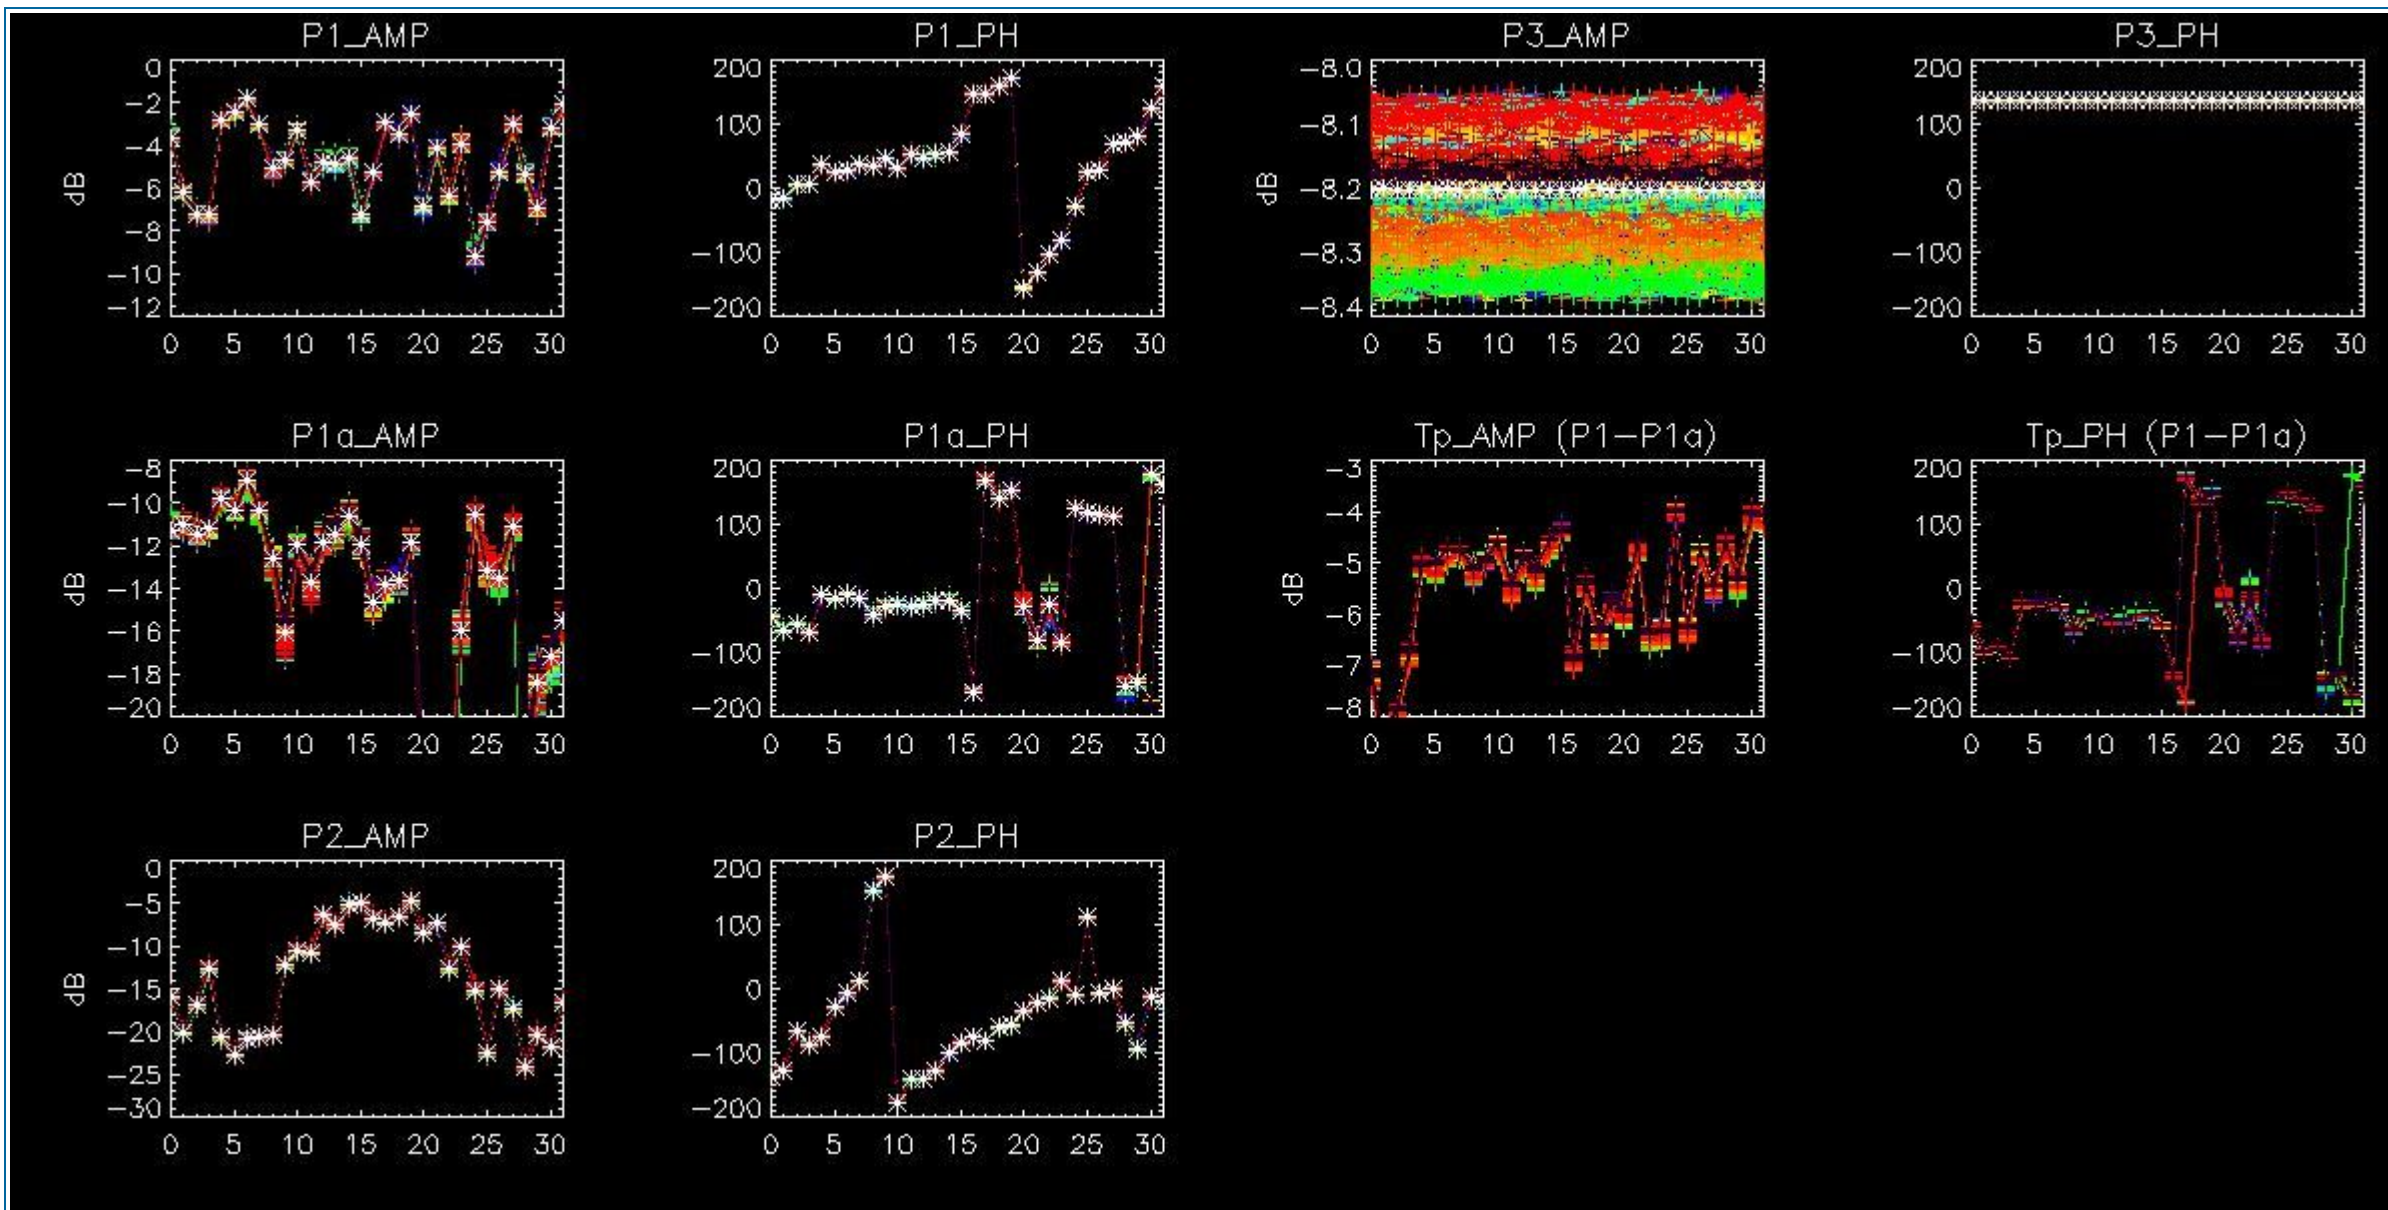 P1_AMP
0
−2
−4
−6
−8
−10
−12
dB
0 5 10 15 20 25 30
P1_PH
200
100
0
−100
−200
0 5 10 15 20 25 30
P3_AMP
−8.0
−8.1
−8.2
−8.3
−8.4
dB
0 5 10 15 20 25 30
P3_PH
200
100
0
−100
−200
0 5 10 15 20 25 30
P1a_AMP
−8
−10
−12
−14
−16
−18
−20
dB
0 5 10 15 20 25 30
P1a_PH
200
100
0
−100
−200
0 5 10 15 20 25 30
Tp_AMP (P1−P1a)
−3
−4
−5
−6
−7
−8
dB
0 5 10 15 20 25 30
Tp_PH (P1−P1a)
200
100
0
−100
−200
0 5 10 15 20 25 30
P2_AMP
0
−5
−10
−15
−20
−25
−30
dB
0 5 10 15 20 25 30
P2_PH
200
100
0
−100
−200
0 5 10 15 20 25 30